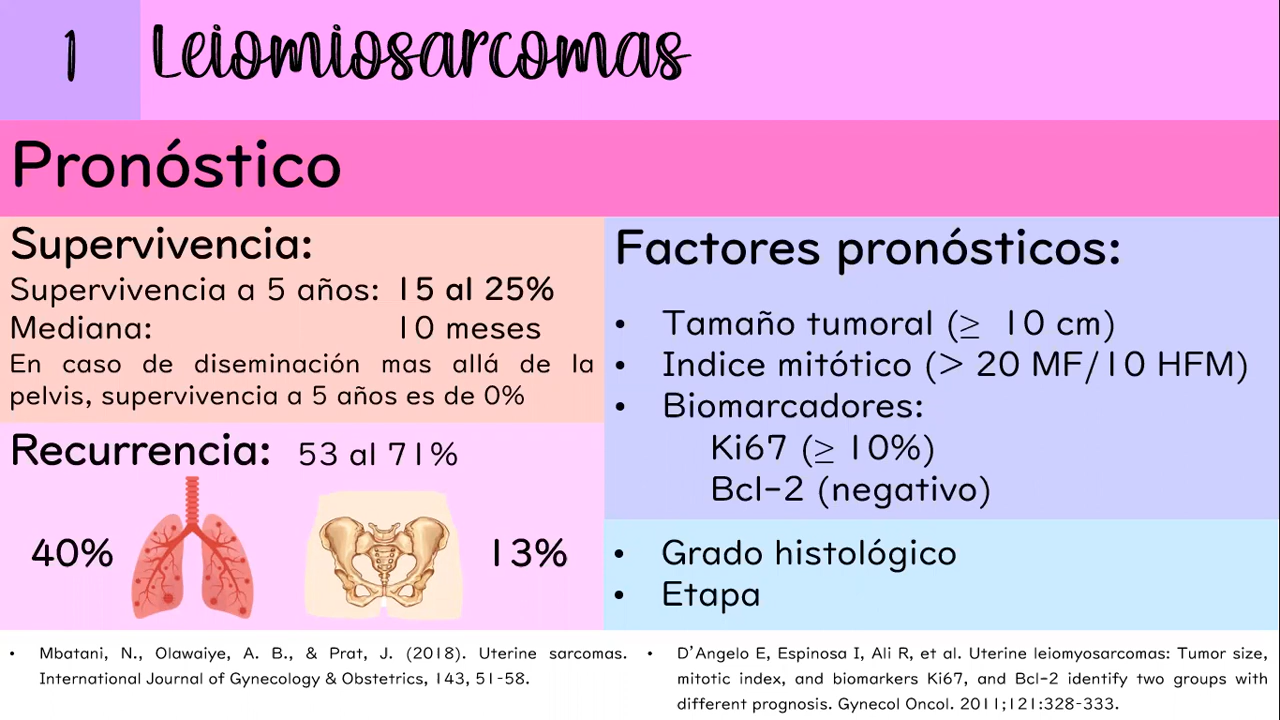 1
Leiomiosarcomas
Pronóstico
Supervivencia:
Supervivencia a 5 años: 15 al 25%
Mediana: 10 meses
En caso de diseminación mas allá de la
pelvis, supervivencia a 5 años es de 0%
Recurrencia: 53 al 71%
40%
13%
Factores pronósticos:
• Tamaño tumoral (≥ 10 cm)
• Indice mitótico (> 20 MF/10 HFM)
• Biomarcadores:
Ki67 (≥ 10%)
Bcl-2 (negativo)
• Grado histológico
• Etapa
• Mbatani, N., Olawaiye, A. B., & Prat, J. (2018). Uterine sarcomas.
International Journal of Gynecology & Obstetrics, 143, 51-58.
• D'Angelo E, Espinosa I, Ali R, et al. Uterine leiomyosarcomas: Tumor size,
mitotic index, and biomarkers Ki67, and Bcl-2 identify two groups with
different prognosis. Gynecol Oncol. 2011;121:328-333.